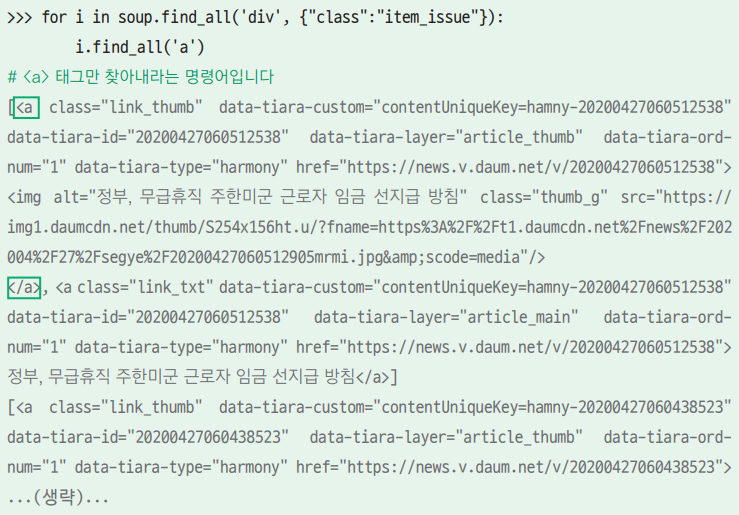 >>> for i in soup.find_all('div', {"class":"item_issue"}):
        i.find_all('a')
# <a> 태그만 찾아내라는 명령어입니다
[<a class="link_thumb" data-tiara-custom="contentUniqueKey=hamny-20200427060512538"
data-tiara-id="20200427060512538" data-tiara-layer="article_thumb" data-tiara-ord-
num="1" data-tiara-type="harmony" href="https://news.v.daum.net/v/20200427060512538">
<img alt="정부, 무급휴직 주한미군 근로자 임금 선지급 방침" class="thumb_g" src="https://
img1.daumcdn.net/thumb/S254x156ht.u/?fname=https%3A%2F%2Ft1.daumcdn.net%2Fnews%2F202
004%2F27%2Fsegye%2F20200427060512905mrmi.jpg&amp;scode=media"/>
</a>, <a class="link_txt" data-tiara-custom="contentUniqueKey=hamny-20200427060512538"
data-tiara-id="20200427060512538" data-tiara-layer="article_main" data-tiara-ord-
num="1" data-tiara-type="harmony" href="https://news.v.daum.net/v/20200427060512538">
정부, 무급휴직 주한미군 근로자 임금 선지급 방침</a>]
[<a class="link_thumb" data-tiara-custom="contentUniqueKey=hamny-20200427060438523"
data-tiara-id="20200427060438523" data-tiara-layer="article_thumb" data-tiara-ord-
num="1" data-tiara-type="harmony" href="https://news.v.daum.net/v/20200427060438523">
...(생략)...